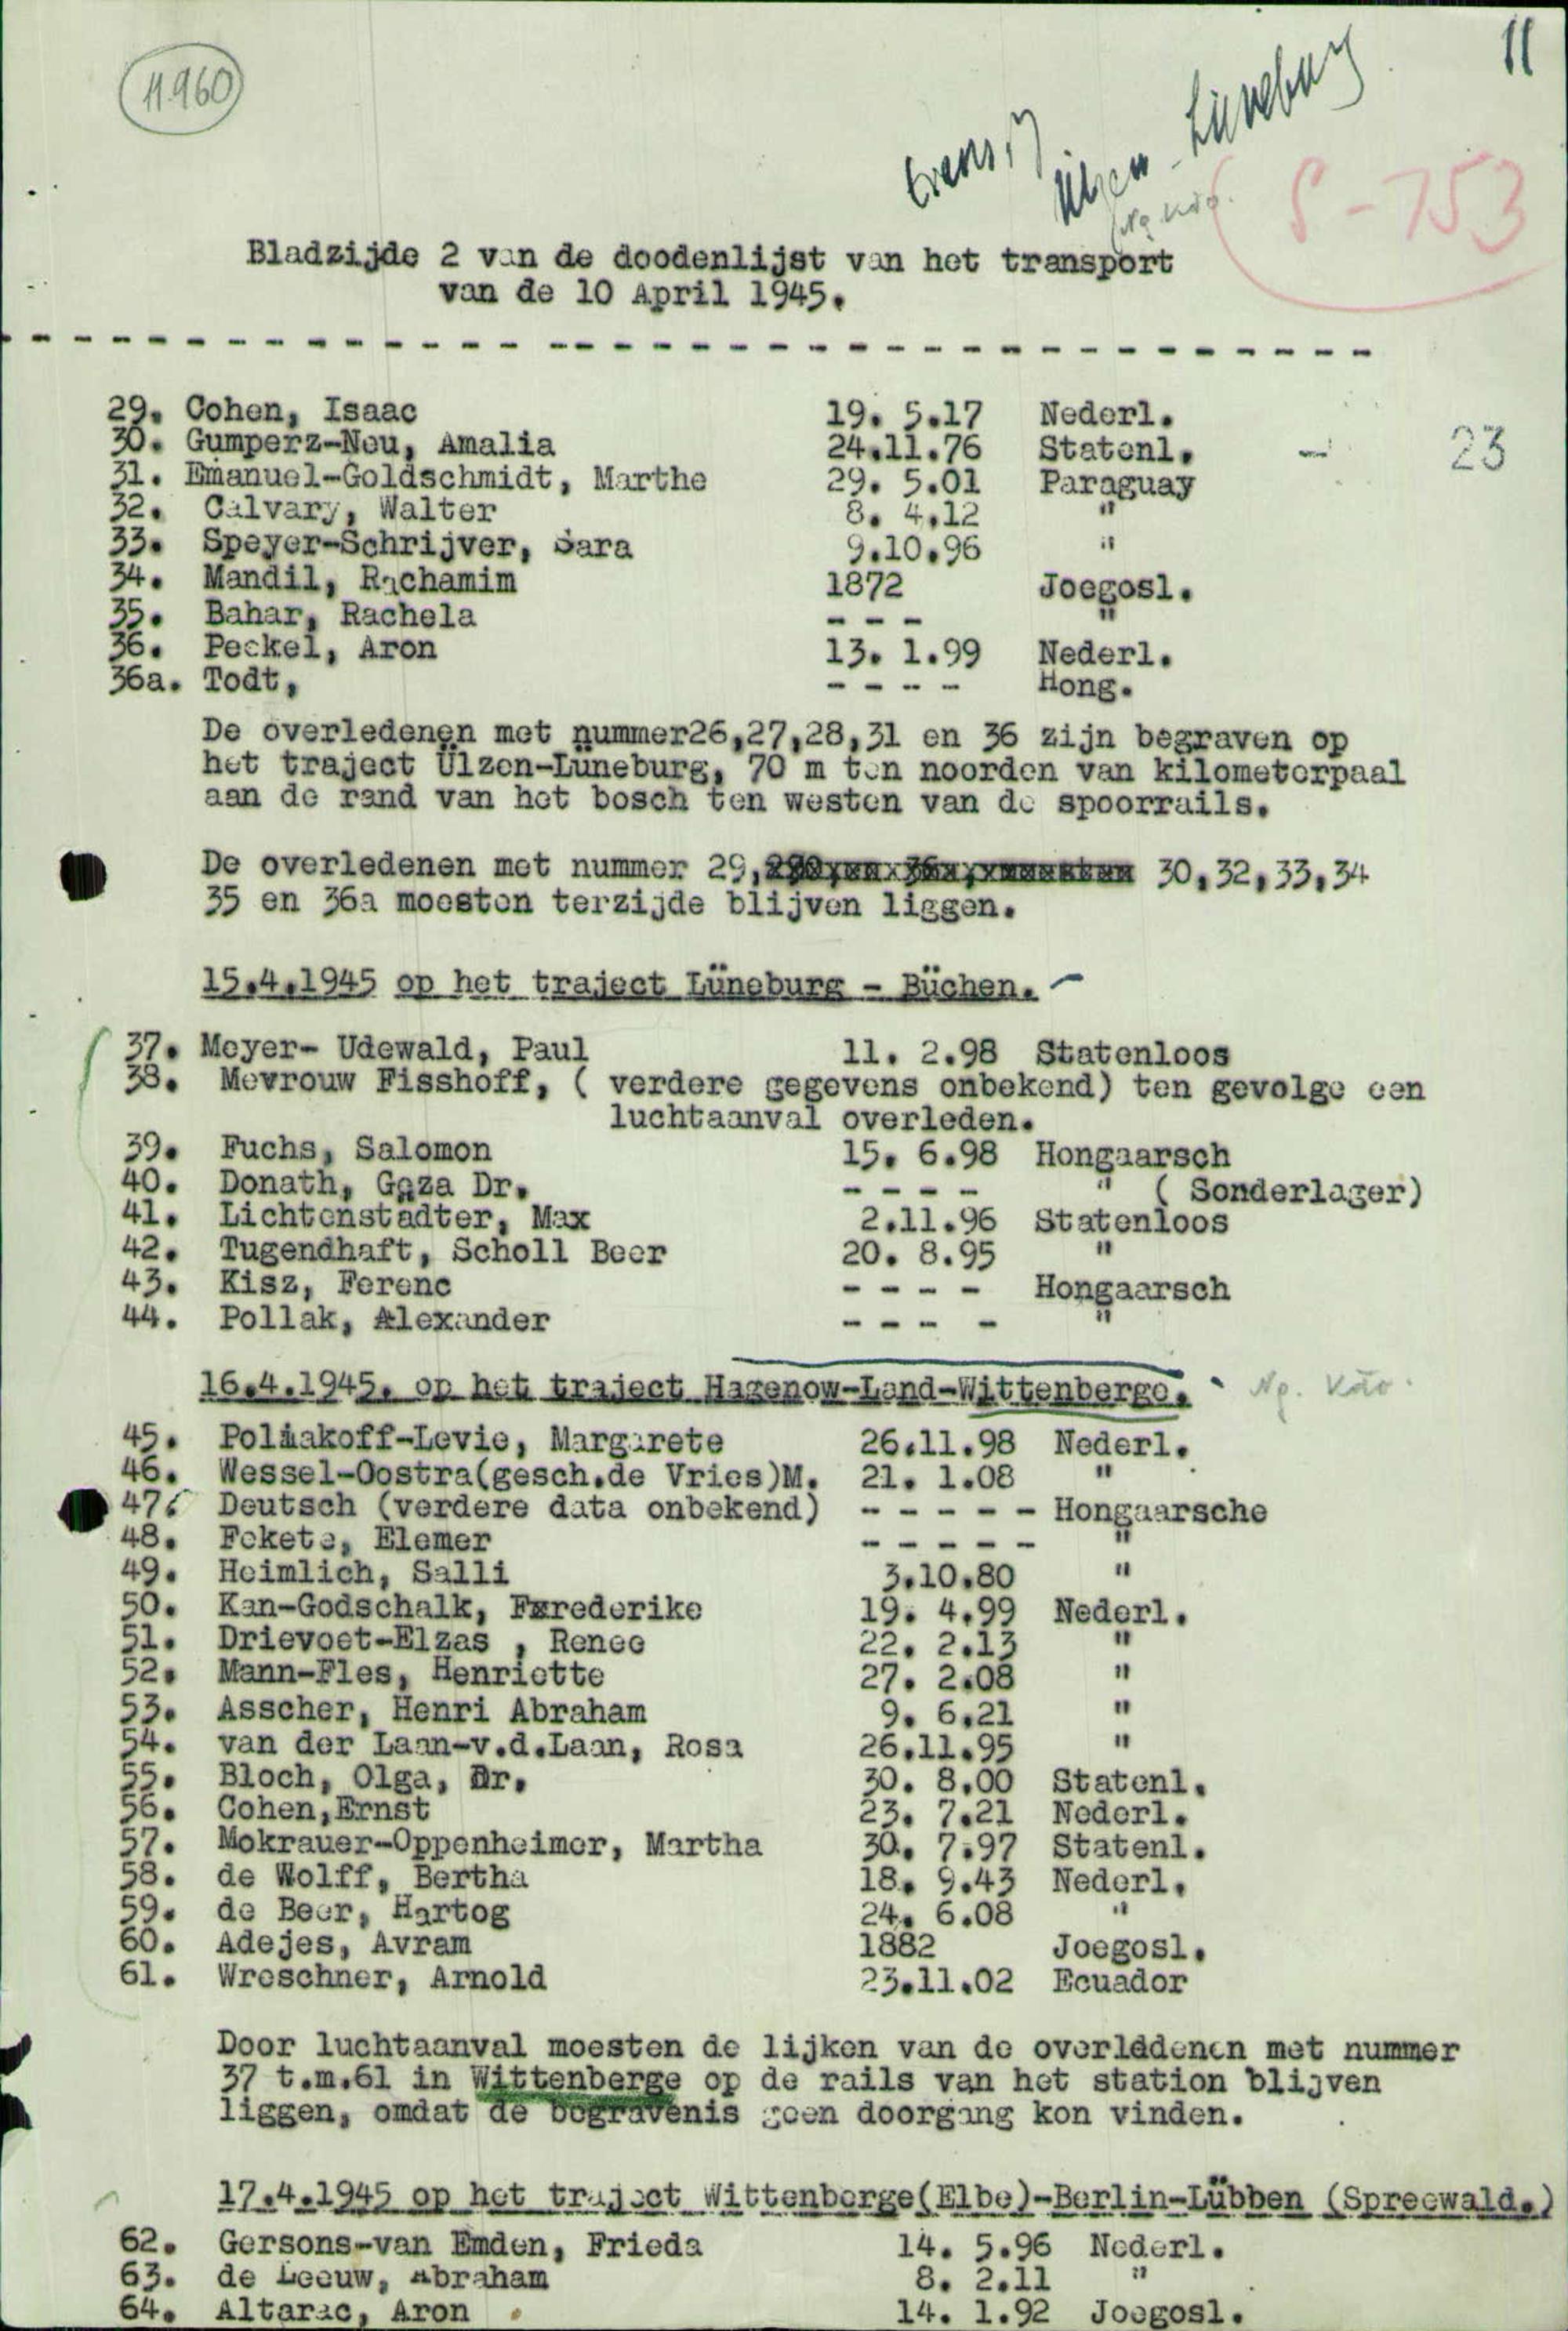 11.960
11
transp
Ülzen - Lüneburg
S - 753
Bladzijde 2 van de doodenlijst van het transport
van de 10 April 1945.
29. Cohen, Isaac 19. 5.17 Nederl.
30. Gumperz-Neu, Amalia 24.11.76 Statenl.
23
31. Emanuel-Goldschmidt, Marthe 29. 5.01 Paraguay
32. Calvary, Walter 8. 4.12 "
33. Speyer-Schrijver, Sara 9.10.96 "
34. Mandil, Rachamim 1872 Joegosl.
35. Bahar, Rachela - - - "
36. Peckel, Aron 13. 1.99 Nederl.
36a. Todt, - - - - Hong.
De overledenen met nummer26,27,28,31 en 36 zijn begraven op
het traject Ülzen-Lüneburg, 70 m ten noorden van kilometerpaal
aan de rand van het bosch ten westen van de spoorrails.
De overledenen met nummer 29, 30,32,33,34
35 en 36a moesten terzijde blijven liggen.
15.4.1945 op het traject Lüneburg - Büchen.
37. Meyer- Udewald, Paul 11. 2.98 Statenloos
38. Mevrouw Fisshoff, ( verdere gegevens onbekend) ten gevolge een
luchtaanval overleden.
39. Fuchs, Salomon 15. 6.98 Hongaarsch
40. Donath, Geza Dr. - - - - " ( Sonderlager)
41. Lichtenstadter, Max 2.11.96 Statenloos
42. Tugendhaft, Scholl Beer 20. 8.95 "
43. Kisz, Ferenc - - - - Hongaarsch
44. Pollak, Alexander - - - - "
16.4.1945. op het traject Hagenow-Land-Wittenberge. Ng. Kdo.
45. Poliakoff-Levie, Margarete 26.11.98 Nederl.
46. Wessel-Oostra(gesch.de Vries)M. 21. 1.08 "
47. Deutsch (verdere data onbekend) - - - - - Hongaarsche
48. Fekete, Elemer - - - - - "
49. Heimlich, Salli 3.10.80 "
50. Kan-Godschalk, Fxrederike 19. 4.99 Nederl.
51. Drievoet-Elzas , Renee 22. 2.13 "
52. Mann-Fles, Henriette 27. 2.08 "
53. Asscher, Henri Abraham 9. 6.21 "
54. van der Laan-v.d.Laan, Rosa 26.11.95 "
55. Bloch, Olga, Dr. 30. 8.00 Statenl.
56. Cohen,Ernst 23. 7.21 Nederl.
57. Mokrauer-Oppenheimer, Martha 30. 7.97 Statenl.
58. de Wolff, Bertha 18. 9.43 Nederl.
59. de Beer, Hartog 24. 6.08 "
60. Adejes, Avram 1882 Joegosl.
61. Wreschner, Arnold 23.11.02 Ecuador
Door luchtaanval moesten de lijken van de overlddenen met nummer
37 t.m.61 in Wittenberge op de rails van het station blijven
liggen, omdat de begravenis geen doorgang kon vinden.
17.4.1945 op het traject Wittenberge(Elbe)-Berlin-Lübben (Spreewald.)
62. Gersons-van Emden, Frieda 14. 5.96 Nederl.
63. de Leeuw, Abraham 8. 2.11 "
64. Altarac, Aron 14. 1.92 Joegosl.